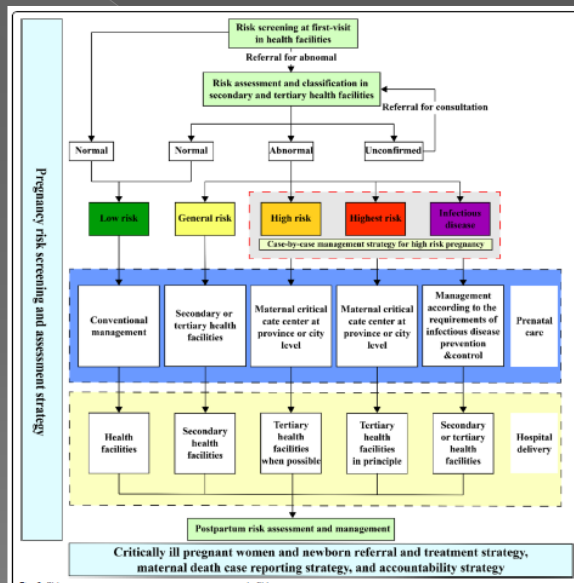 Risk screening at first-visit
in health facilities
Referral for abnomal
Risk assessment and classification in
secondary and tertiary health facilities
Referral for consultation
Normal
Normal
Abnormal
Unconfirmed
Low risk
General risk
High risk
Highest risk
Infectious
disease
Case-by-case management strategy for high risk pregnancy
Pregnancy risk screening and assessment strategy
Conventional
management
Secondary or
tertiary health
facilities
Maternal critical
cate center at
province or city
level
Maternal critical
cate center at
province or city
level
Management
according to the
requirements of
infectious disease
prevention
&control
Prenatal
care
Health
facilities
Secondary
health
facilities
Tertiary
health
facilities
when possible
Tertiary
health
facilities
in principle
Secondary
or tertiary
health
facilities
Hospital
delivery
Postpartum risk assessment and management
Critically ill pregnant women and newborn referral and treatment strategy,
maternal death case reporting strategy, and accountability strategy